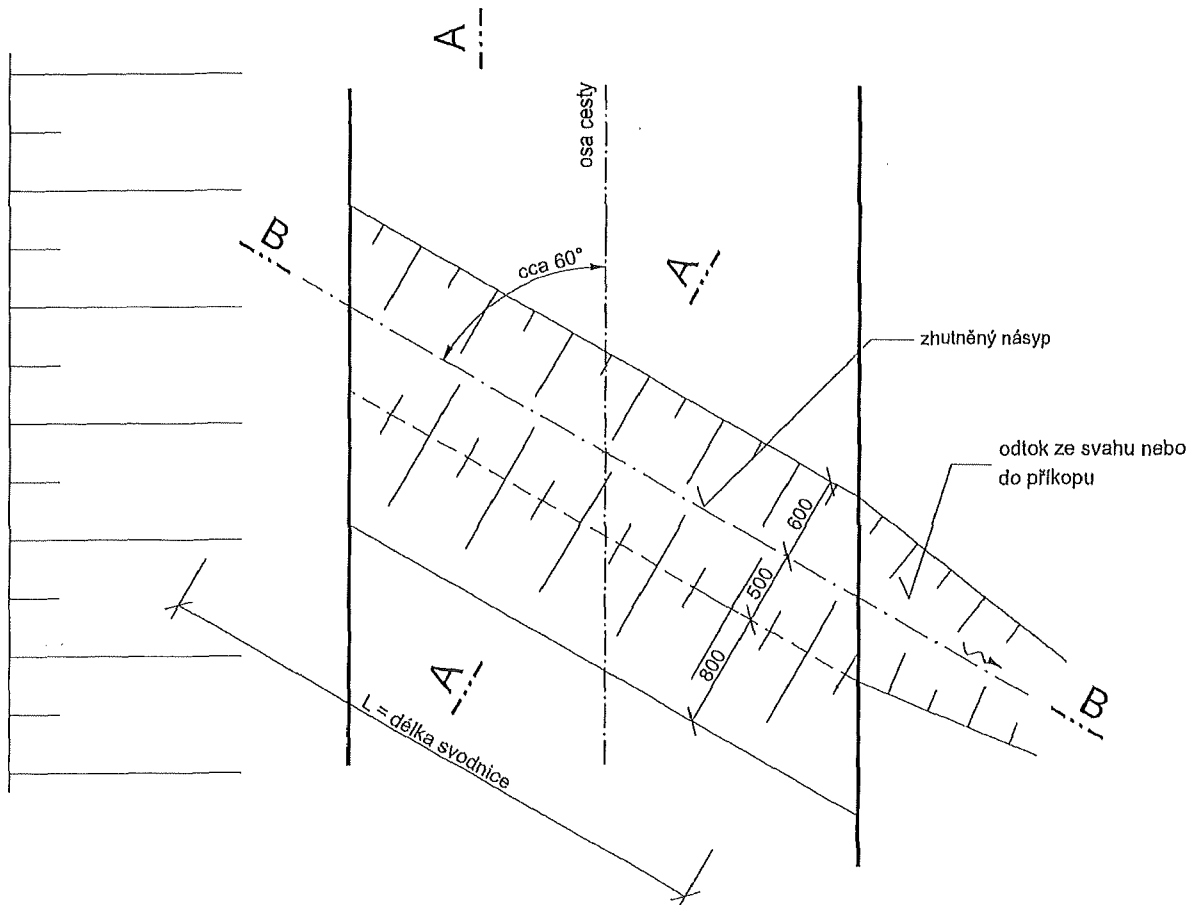 A
osa cesty
B
cca 60°
A
zhutněný násyp
odtok ze svahu nebo
do příkopu
600
500
800
A
B
L = délka svodnice